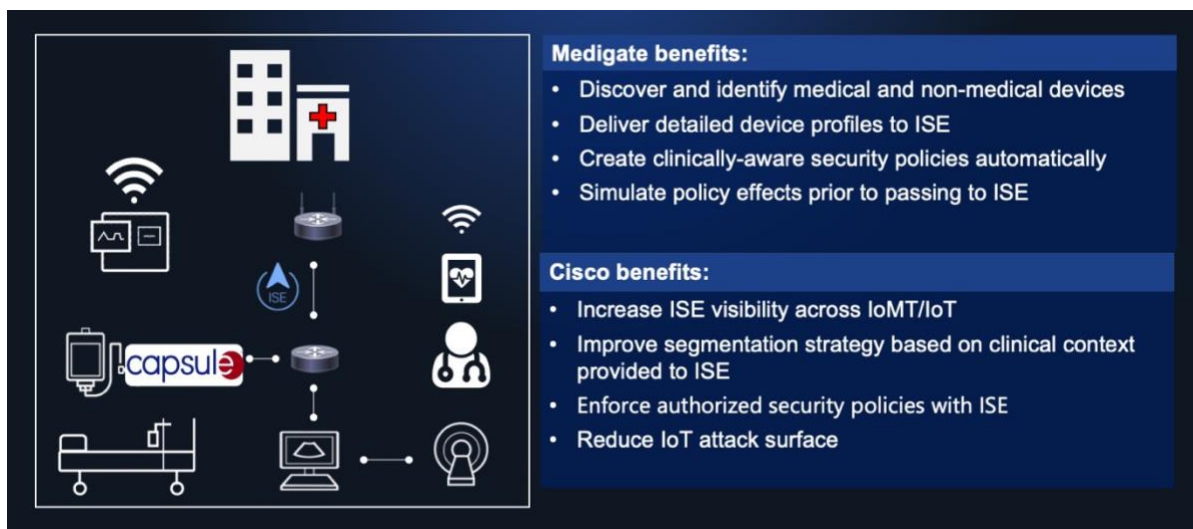 ISE
capsule
Medigate benefits:
• Discover and identify medical and non-medical devices
• Deliver detailed device profiles to ISE
• Create clinically-aware security policies automatically
• Simulate policy effects prior to passing to ISE
Cisco benefits:
• Increase ISE visibility across IoMT/IoT
• Improve segmentation strategy based on clinical context
provided to ISE
• Enforce authorized security policies with ISE
• Reduce IoT attack surface